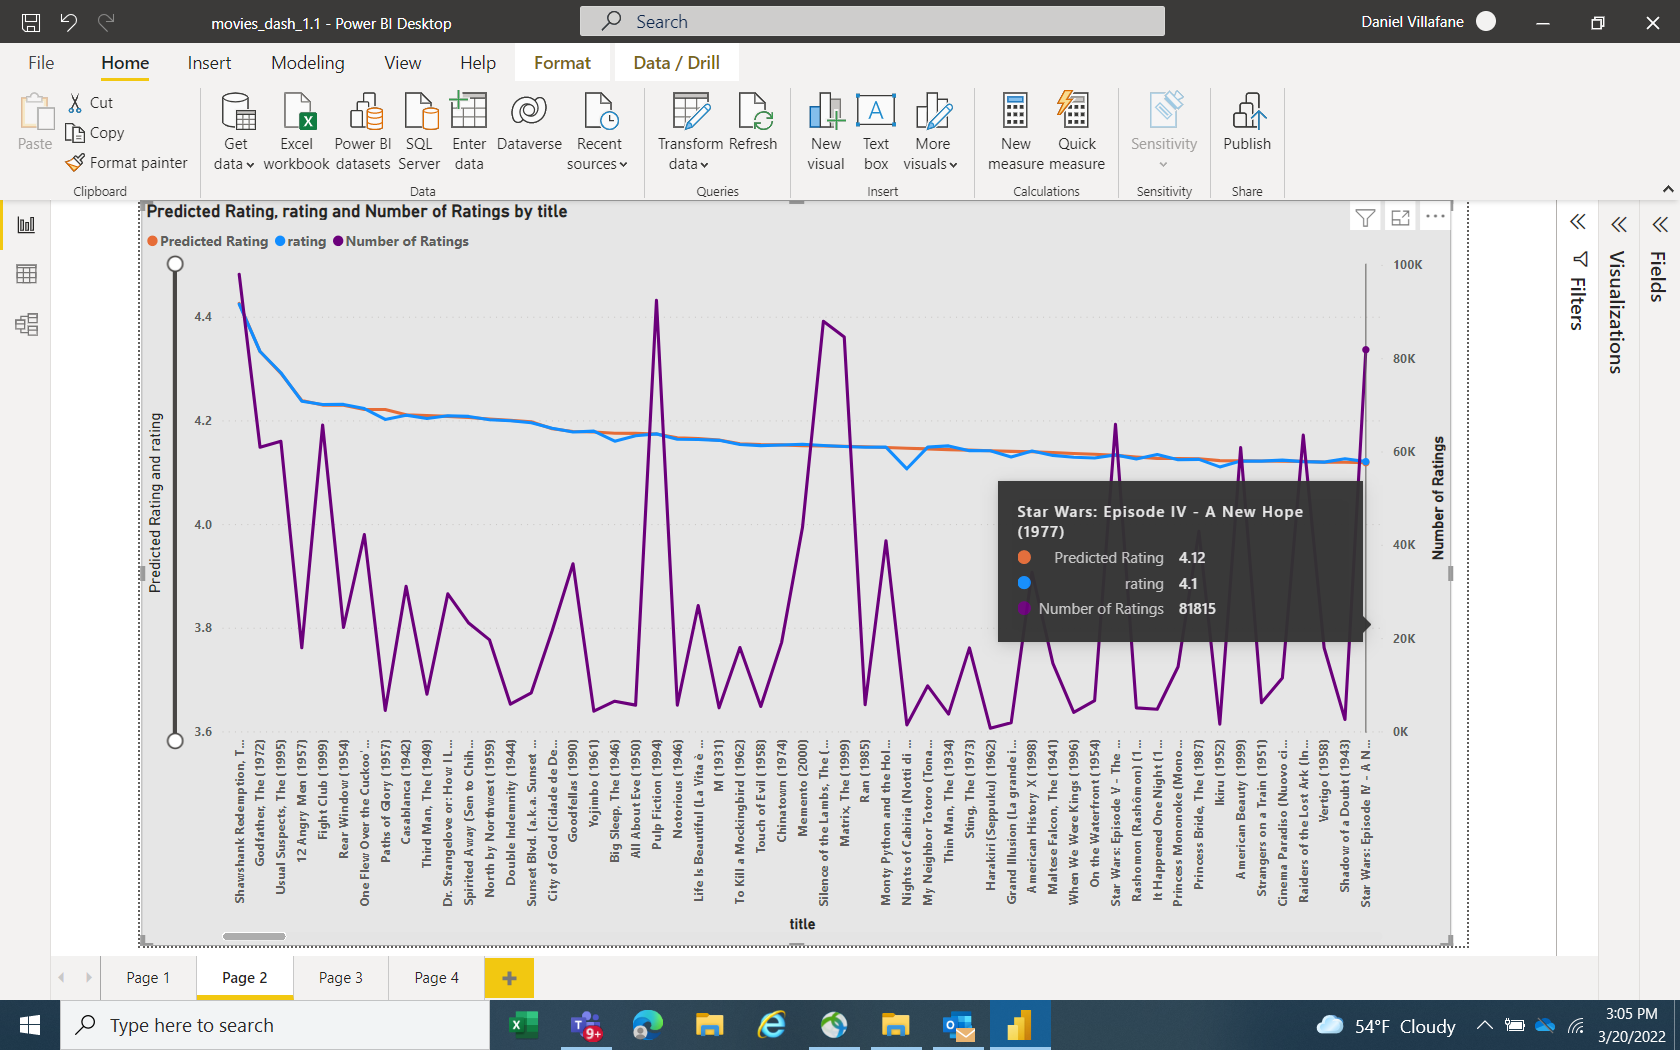 movies_dash_1.1 - Power BI Desktop
Search
Daniel Villafane
File
Home
Insert
Modeling
View
Help
Format
Data / Drill
Paste
Cut
Copy
Format painter
Clipboard
Get data
Excel workbook
Power BI datasets
SQL Server
Enter data
Dataverse
Recent sources
Data
Transform data
Refresh
Queries
New visual
Text box
More visuals
Insert
New measure
Quick measure
Calculations
Sensitivity
Sensitivity
Publish
Share
Predicted Rating, rating and Number of Ratings by title
Predicted Rating
rating
Number of Ratings
Predicted Rating and rating
4.4
4.2
4.0
3.8
3.6
100K
80K
60K
40K
20K
0K
Number of Ratings
Star Wars: Episode IV - A New Hope
(1977)
Predicted Rating 4.12
rating 4.1
Number of Ratings 81815
Shawshank Redemption, T...
Godfather, The (1972)
Usual Suspects, The (1995)
12 Angry Men (1957)
Fight Club (1999)
Rear Window (1954)
One Flew Over the Cuckoo'...
Paths of Glory (1957)
Casablanca (1942)
Third Man, The (1949)
Dr. Strangelove or: How I L...
Spirited Away (Sen to Chih...
North by Northwest (1959)
Double Indemnity (1944)
Sunset Blvd. (a.k.a. Sunset ...
City of God (Cidade de De...
Goodfellas (1990)
Yojimbo (1961)
Big Sleep, The (1946)
All About Eve (1950)
Pulp Fiction (1994)
Notorious (1946)
Life Is Beautiful (La Vita è ...
M (1931)
To Kill a Mockingbird (1962)
Touch of Evil (1958)
Chinatown (1974)
Memento (2000)
Silence of the Lambs, The (...
Matrix, The (1999)
Ran (1985)
Monty Python and the Hol...
Nights of Cabiria (Notti di ...
My Neighbor Totoro (Tona...
Thin Man, The (1934)
Sting, The (1973)
Harakiri (Seppuku) (1962)
Grand Illusion (La grande i...
American History X (1998)
Maltese Falcon, The (1941)
When We Were Kings (1996)
On the Waterfront (1954)
Star Wars: Episode V - The ...
Rashomon (Rashômon) (1...
It Happened One Night (1...
Princess Mononoke (Mono...
Princess Bride, The (1987)
Ikiru (1952)
American Beauty (1999)
Strangers on a Train (1951)
Cinema Paradiso (Nuovo ci...
Raiders of the Lost Ark (In...
Vertigo (1958)
Shadow of a Doubt (1943)
Star Wars: Episode IV - A N...
title
Filters
Visualizations
Fields
Page 1
Page 2
Page 3
Page 4
Type here to search
9+
54°F Cloudy
3:05 PM
3/20/2022